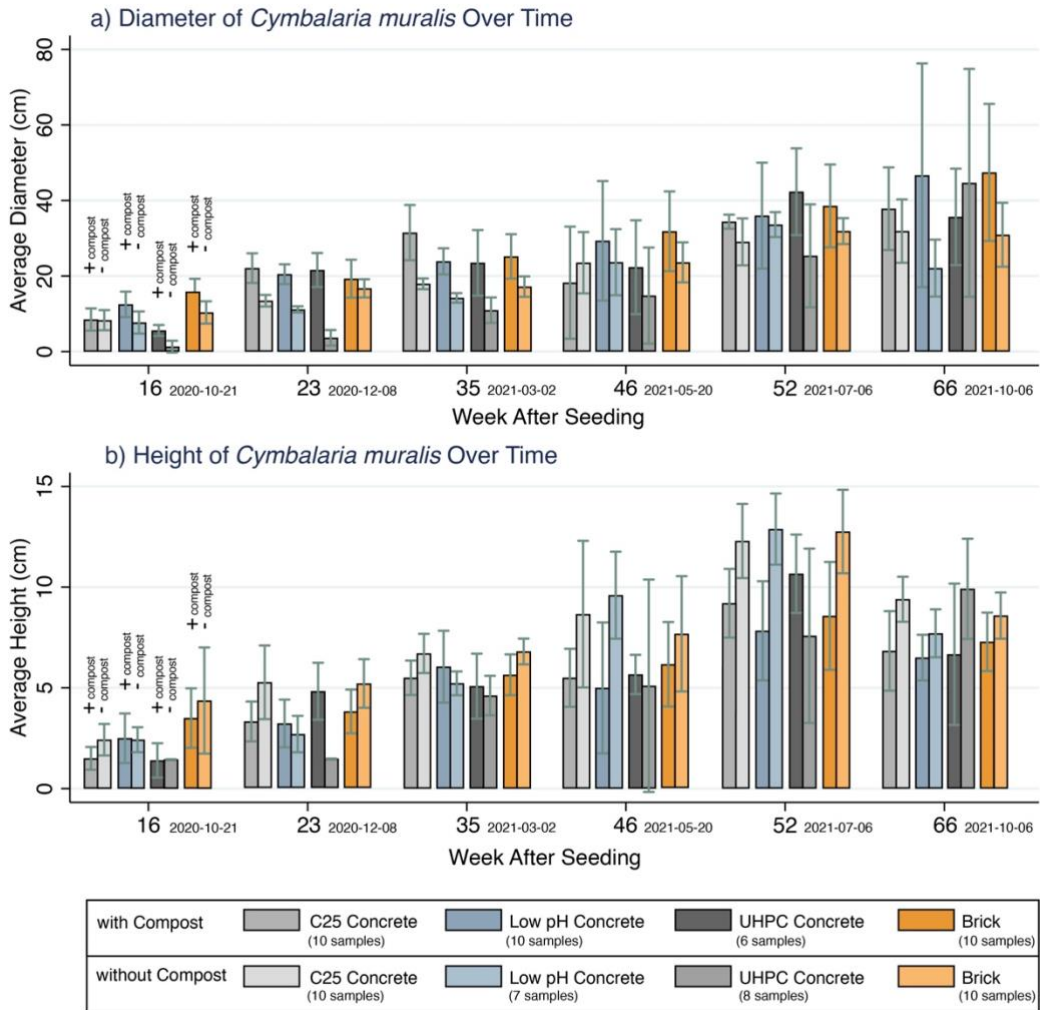 a) Diameter of Cymbalaria muralis Over Time
Average Diameter (cm)
80
60
40
20
0
+ compost
- compost
+ compost
- compost
+ compost
- compost
+ compost
- compost
16 2020-10-21 23 2020-12-08 35 2021-03-02 46 2021-05-20 52 2021-07-06 66 2021-10-06
Week After Seeding
b) Height of Cymbalaria muralis Over Time
Average Height (cm)
15
10
5
0
+ compost
- compost
+ compost
- compost
+ compost
- compost
+ compost
- compost
16 2020-10-21 23 2020-12-08 35 2021-03-02 46 2021-05-20 52 2021-07-06 66 2021-10-06
Week After Seeding
with Compost C25 Concrete Low pH Concrete UHPC Concrete Brick
(10 samples) (10 samples) (6 samples) (10 samples)
without Compost C25 Concrete Low pH Concrete UHPC Concrete Brick
(10 samples) (7 samples) (8 samples) (10 samples)